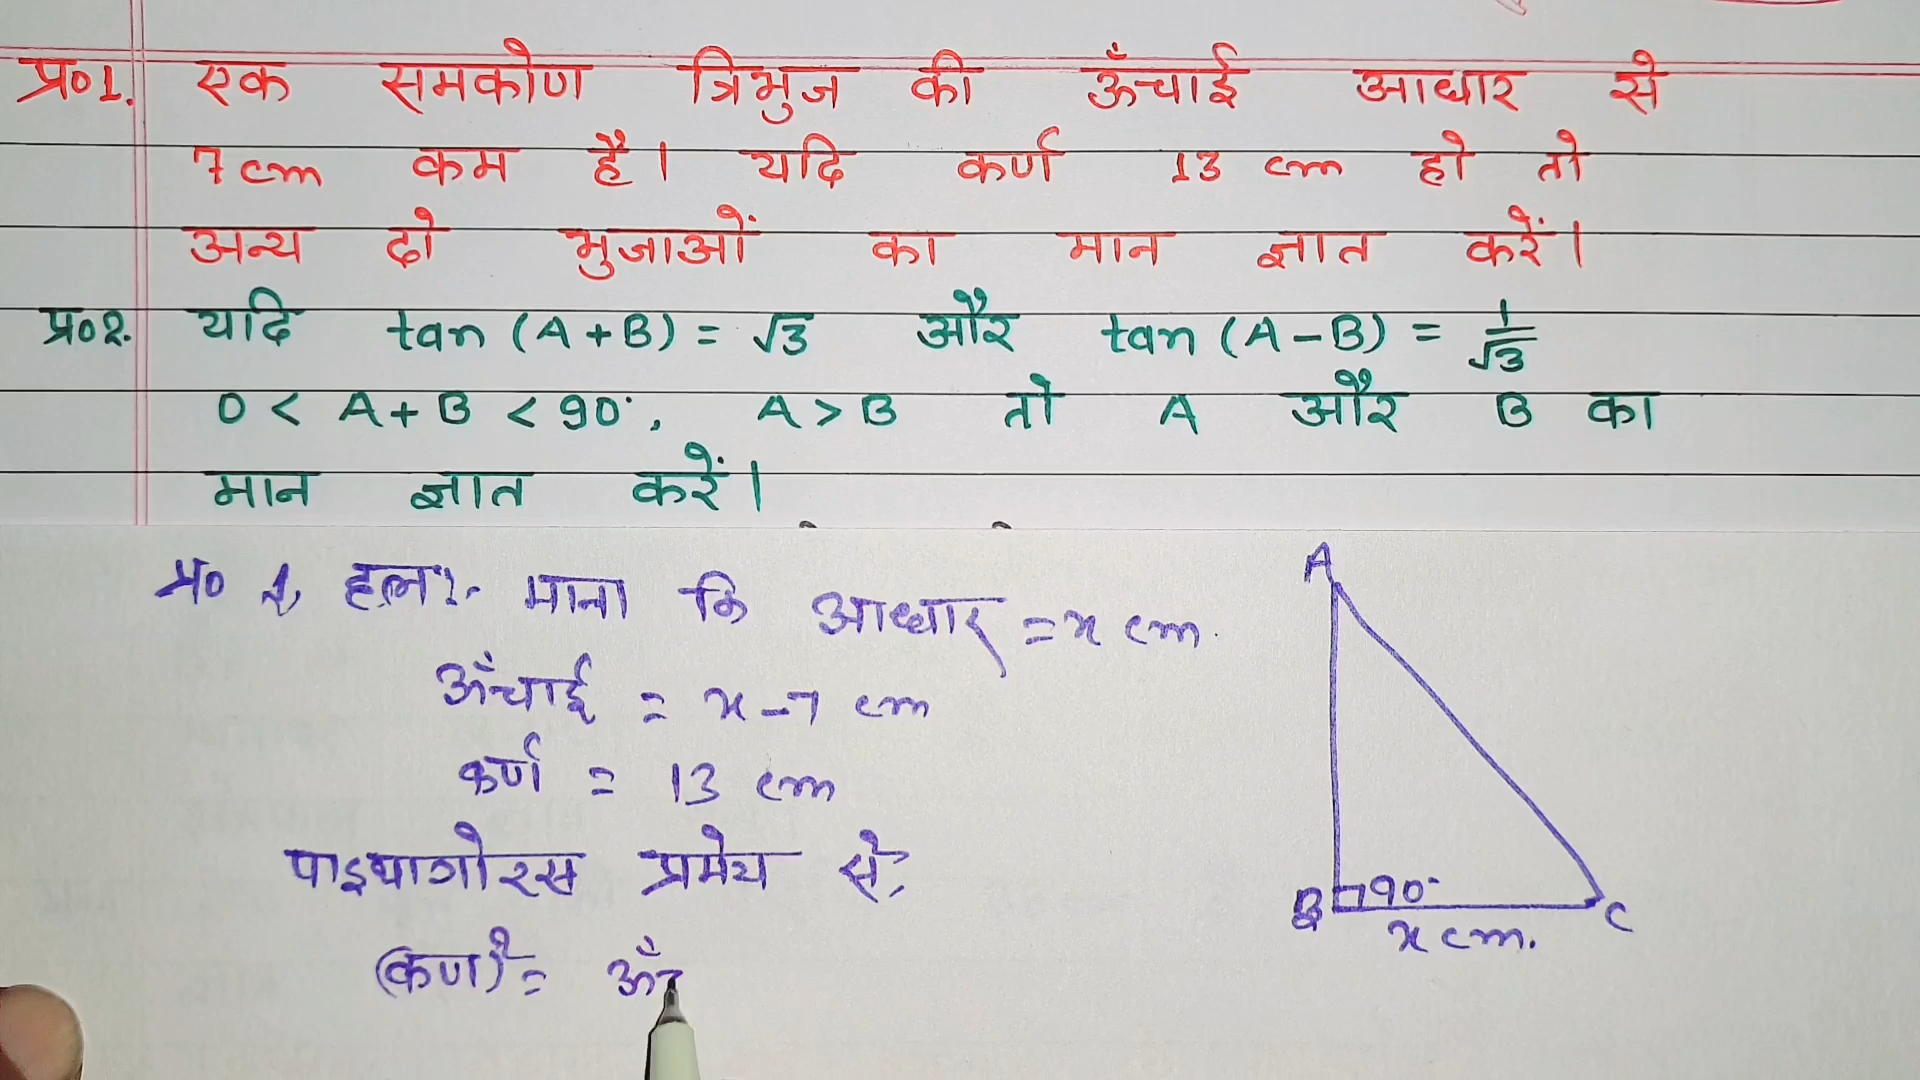 प्र०1. एक समकोण त्रिभुज की ऊँचाई आधार से
7 cm कम है। यदि कर्ण 13 cm हो तो
अन्य दो भुजाओं का मान ज्ञात करें।
प्र०2. यदि tan (A + B) = √3 और tan (A – B) = 1/√3
0 < A + B < 90°, A > B तो A और B का
मान ज्ञात करें।
प्र० 1, हल:- माना कि आधार = x cm.
ऊँचाई = x – 7 cm
कर्ण = 13 cm
पाइथागोरस प्रमेय से,
(कर्ण)² = ऊँ
A
B 90° C
x cm.